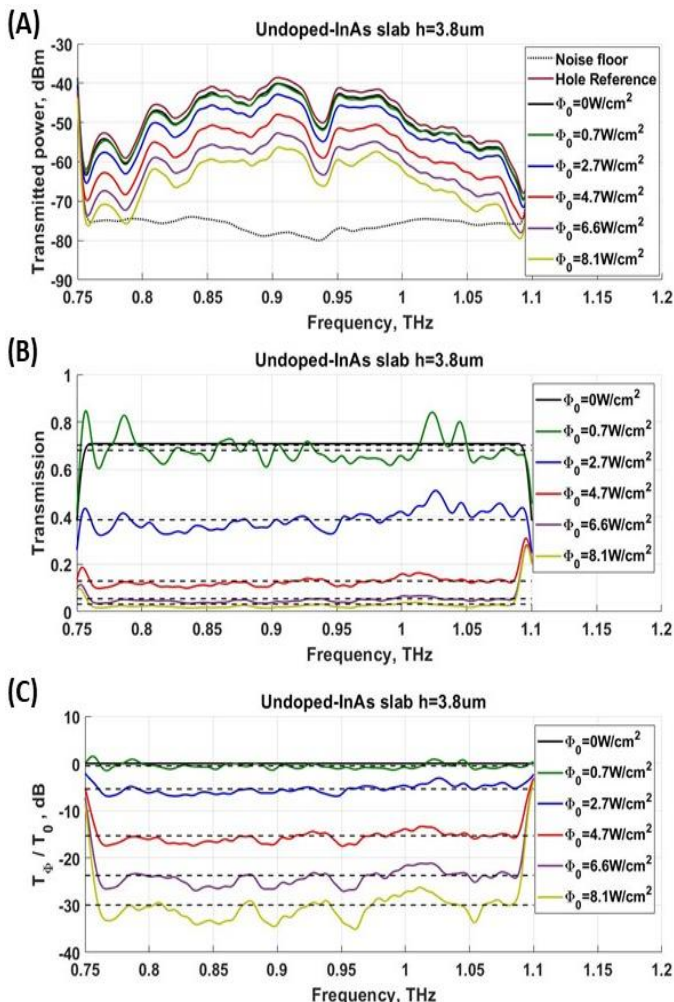 (A)
Undoped-InAs slab h=3.8um
Transmitted power, dBm
-30
-40
-50
-60
-70
-80
-90
0.75 0.8 0.85 0.9 0.95 1 1.05 1.1 1.15 1.2
Frequency, THz
Noise floor
Hole Reference
Φ₀=0W/cm²
Φ₀=0.7W/cm²
Φ₀=2.7W/cm²
Φ₀=4.7W/cm²
Φ₀=6.6W/cm²
Φ₀=8.1W/cm²
(B)
Undoped-InAs slab h=3.8um
Transmission
1
0.8
0.6
0.4
0.2
0
0.75 0.8 0.85 0.9 0.95 1 1.05 1.1 1.15 1.2
Frequency, THz
Φ₀=0W/cm²
Φ₀=0.7W/cm²
Φ₀=2.7W/cm²
Φ₀=4.7W/cm²
Φ₀=6.6W/cm²
Φ₀=8.1W/cm²
(C)
Undoped-InAs slab h=3.8um
T_Φ / T₀ , dB
10
0
-10
-20
-30
-40
0.75 0.8 0.85 0.9 0.95 1 1.05 1.1 1.15 1.2
Frequency, THz
Φ₀=0W/cm²
Φ₀=0.7W/cm²
Φ₀=2.7W/cm²
Φ₀=4.7W/cm²
Φ₀=6.6W/cm²
Φ₀=8.1W/cm²